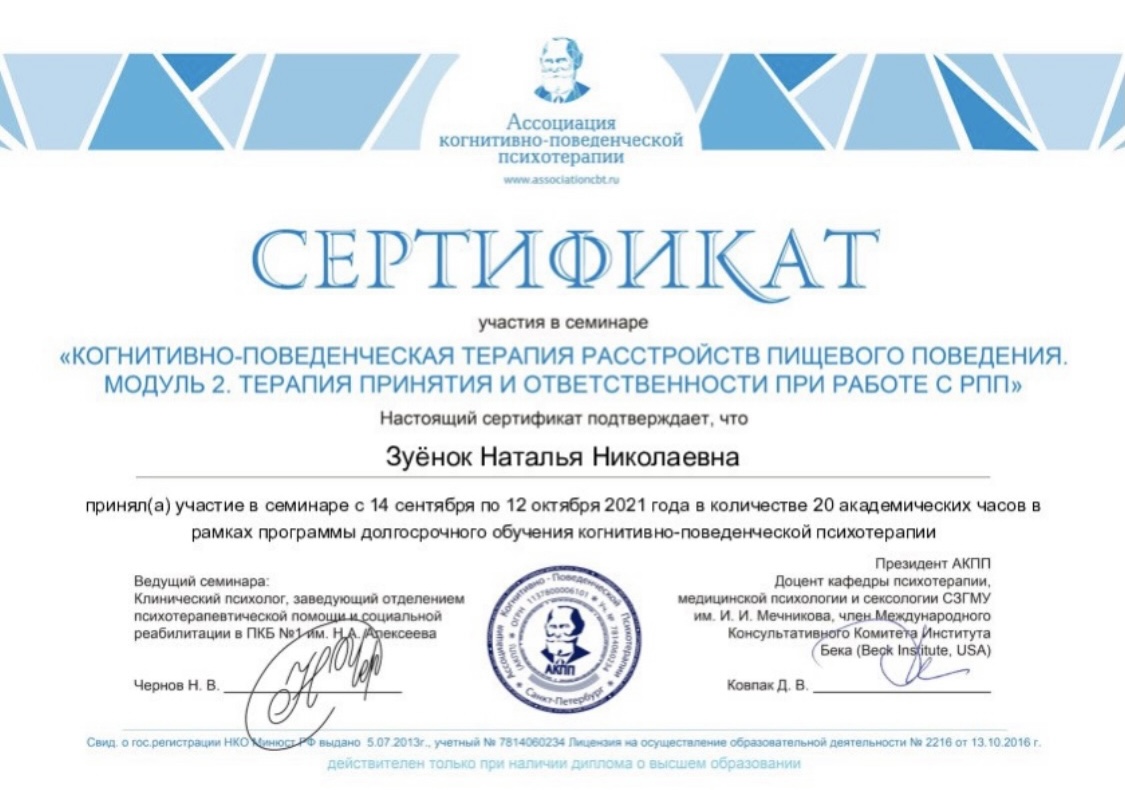 Ассоциация
когнитивно-поведенческой
психотерапии
www.associationcbt.ru
СЕРТИФИКАТ
участия в семинаре
«КОГНИТИВНО-ПОВЕДЕНЧЕСКАЯ ТЕРАПИЯ РАССТРОЙСТВ ПИЩЕВОГО ПОВЕДЕНИЯ.
МОДУЛЬ 2. ТЕРАПИЯ ПРИНЯТИЯ И ОТВЕТСТВЕННОСТИ ПРИ РАБОТЕ С РПП»
Настоящий сертификат подтверждает, что
Зуёнок Наталья Николаевна
принял(а) участие в семинаре с 14 сентября по 12 октября 2021 года в количестве 20 академических часов в
рамках программы долгосрочного обучения когнитивно-поведенческой психотерапии
Ведущий семинара:
Клинический психолог, заведующий отделением
психотерапевтической помощи и социальной
реабилитации в ПКБ №1 им. Н.А. Алексеева
Чернов Н. В.
Ассоциация Когнитивно - Поведенческой Психотерапии
(АКПП) ОГРН 1137800006101 Уч. № 7814060234
АКПП
Санкт-Петербург
Президент АКПП
Доцент кафедры психотерапии,
медицинской психологии и сексологии СЗГМУ
им. И. И. Мечникова, член Международного
Консультативного Комитета Института
Бека (Beck Institute, USA)
Ковпак Д. В.
Свид. о гос.регистрации НКО Минюст РФ выдано 5.07.2013г., учетный № 7814060234 Лицензия на осуществление образовательной деятельности № 2216 от 13.10.2016 г.
действителен только при наличии диплома о высшем образовании